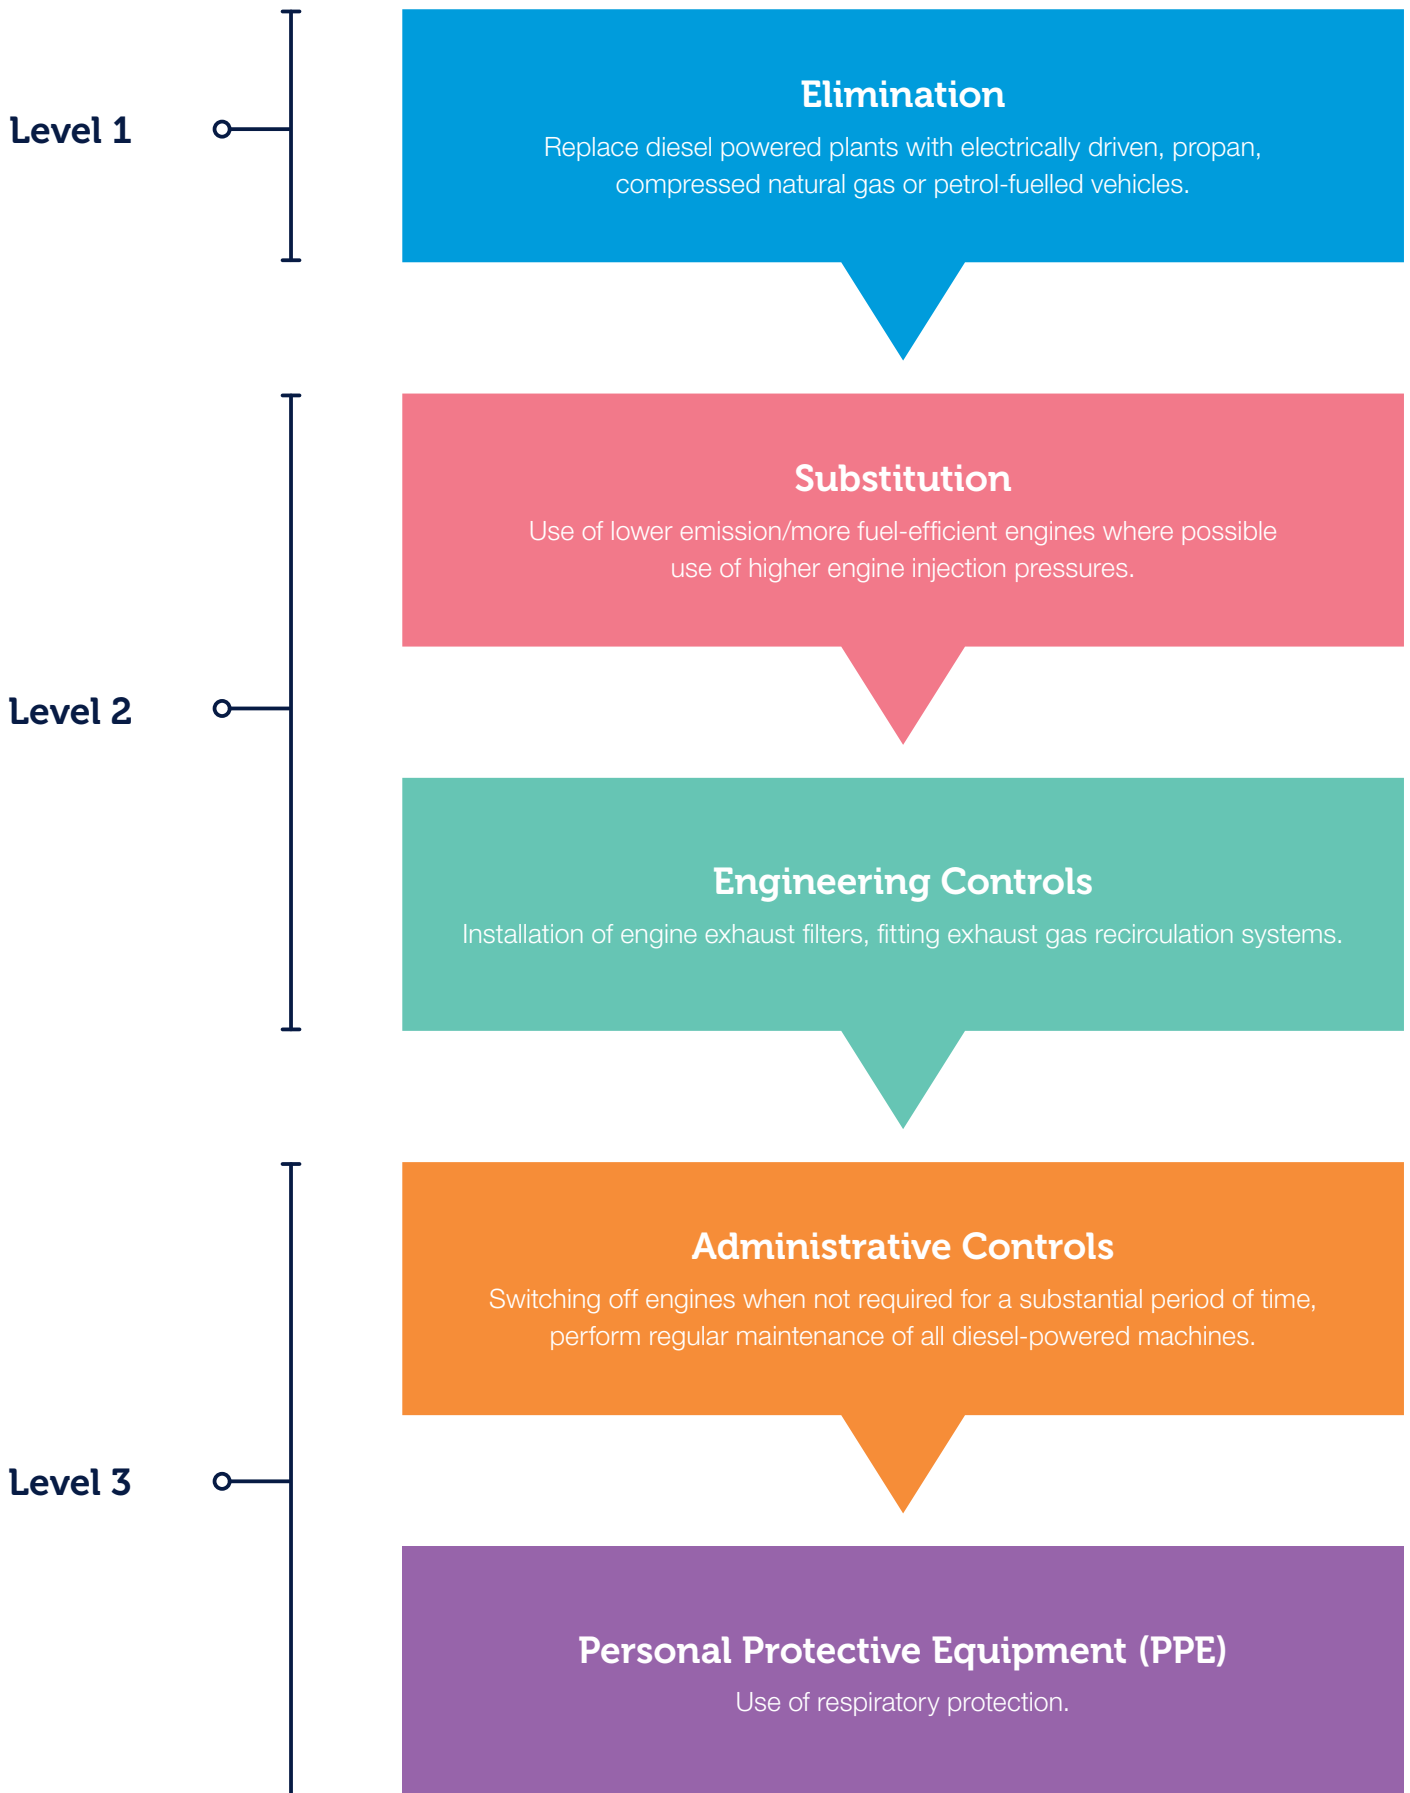 Level 1
Elimination
Replace diesel powered plants with electrically driven, propan,
compressed natural gas or petrol-fuelled vehicles.
Substitution
Use of lower emission/more fuel-efficient engines where possible
use of higher engine injection pressures.
Level 2
Engineering Controls
Installation of engine exhaust filters, fitting exhaust gas recirculation systems.
Administrative Controls
Switching off engines when not required for a substantial period of time,
perform regular maintenance of all diesel-powered machines.
Level 3
Personal Protective Equipment (PPE)
Use of respiratory protection.